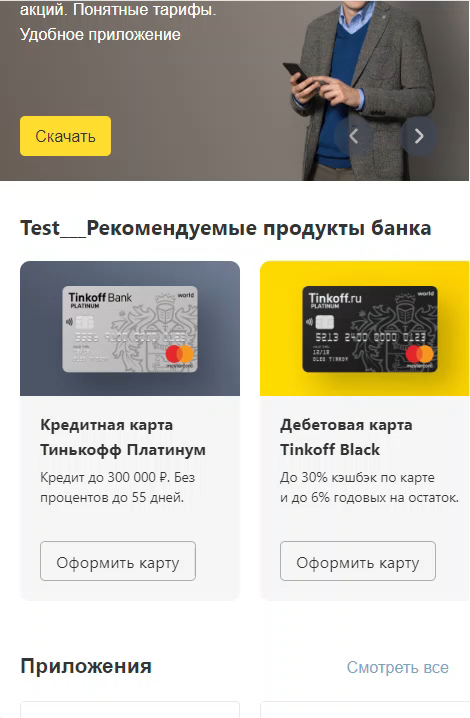 акций. Понятные тарифы.
Удобное приложение
Скачать
Test___Рекомендуемые продукты банка
Tinkoff Bank
PLATINUM
world
mastercard
Tinkoff.ru
PLATINUM
world
5213 2400 0000 0123
12/18
OLEG TINKOV
mastercard
Кредитная карта
Тинькофф Платинум
Кредит до 300 000 ₽. Без
процентов до 55 дней.
Оформить карту
Дебетовая карта
Tinkoff Black
До 30% кэшбэк по карте
и до 6% годовых на остаток.
Оформить карту
Приложения
Смотреть все